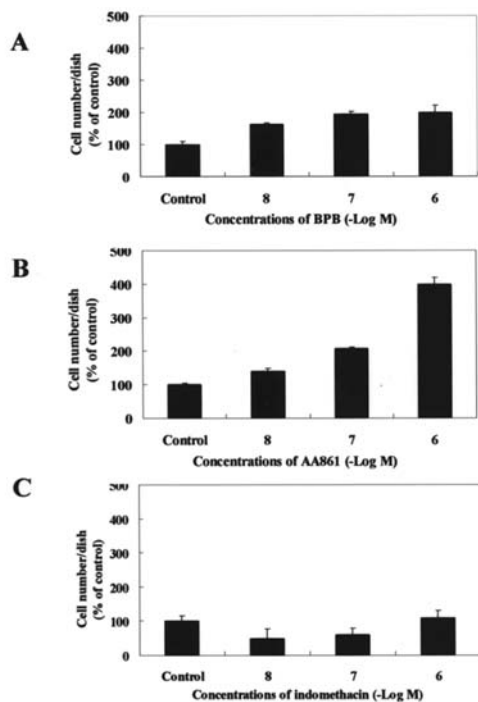 A
Cell number/dish
(% of control)
500
400
300
200
100
0
Control 8 7 6
Concentrations of BPB (-Log M)
B
Cell number/dish
(% of control)
500
400
300
200
100
0
Control 8 7 6
Concentrations of AA861 (-Log M)
C
Cell number/dish
(% of control)
500
400
300
200
100
0
Control 8 7 6
Concentrations of indomethacin (-Log M)